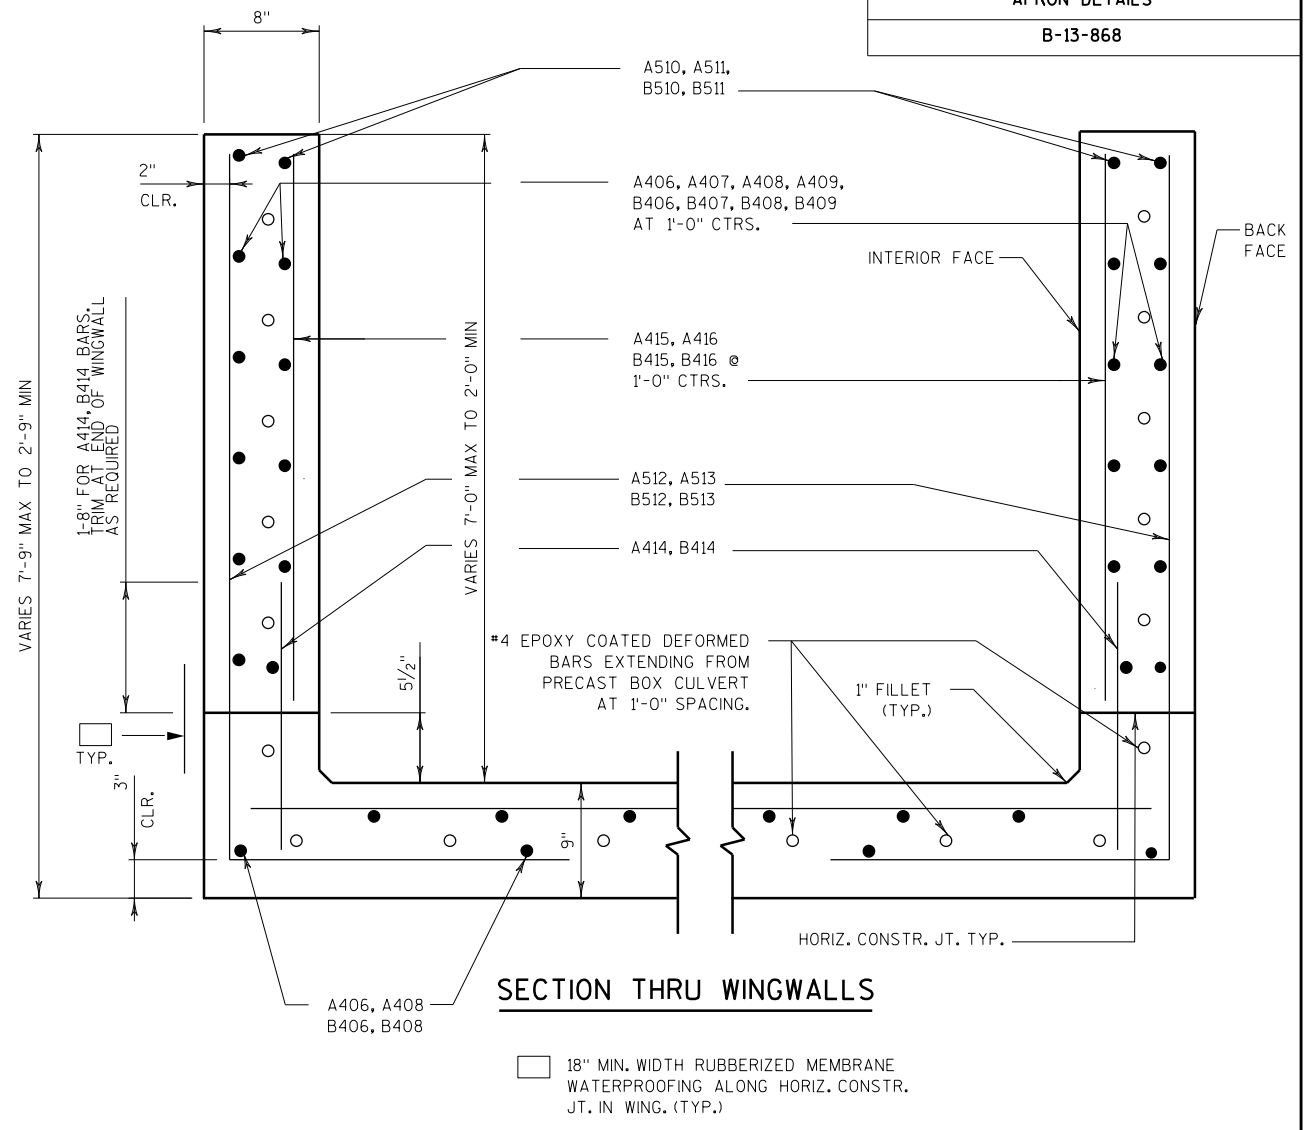 APRON DETAILS
B-13-868
8"
A510, A511,
B510, B511
2"
CLR.
A406, A407, A408, A409,
B406, B407, B408, B409
AT 1'-0" CTRS.
INTERIOR FACE
BACK
FACE
A415, A416
B415, B416 @
1'-0" CTRS.
VARIES 7'-9" MAX TO 2'-9" MIN
1-8" FOR A414, B414 BARS.
TRIM AT END OF WINGWALL
AS REQUIRED
VARIES 7'-0" MAX TO 2'-0" MIN
A512, A513
B512, B513
A414, B414
#4 EPOXY COATED DEFORMED
BARS EXTENDING FROM
PRECAST BOX CULVERT
AT 1'-0" SPACING.
5½"
1" FILLET
(TYP.)
TYP.
3"
CLR.
9"
HORIZ. CONSTR. JT. TYP.
A406, A408
B406, B408
SECTION THRU WINGWALLS
18" MIN. WIDTH RUBBERIZED MEMBRANE
WATERPROOFING ALONG HORIZ. CONSTR.
JT. IN WING. (TYP.)